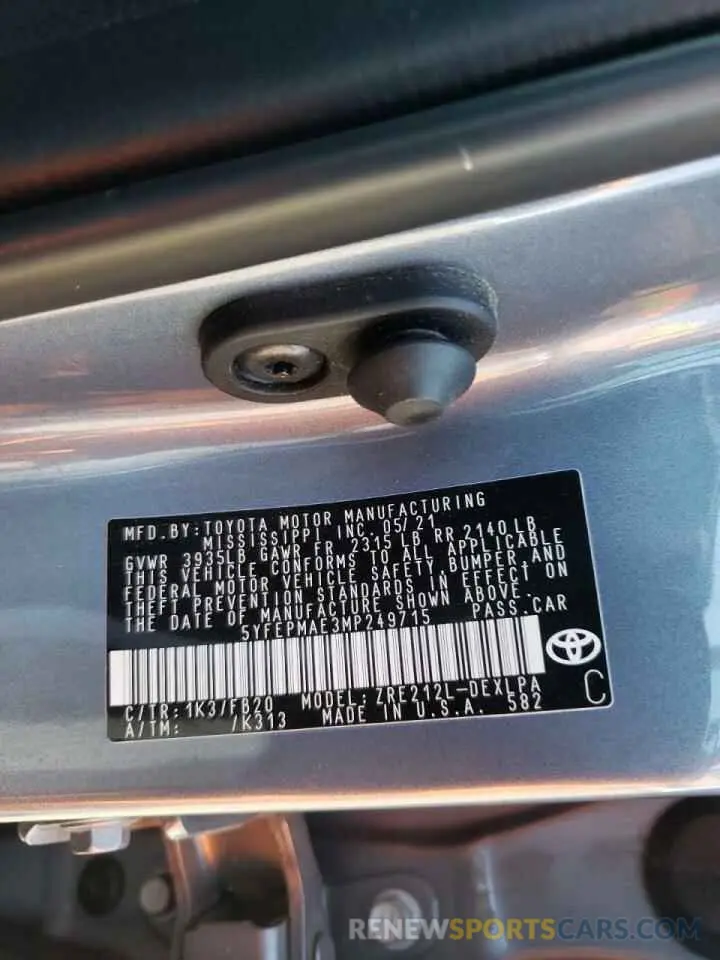 MFD.BY:TOYOTA MOTOR MANUFACTURING
MISSISSIPPI INC 05/21
GVWR 3935LB GAWR FR 2315 LB RR 2140 LB
THIS VEHICLE CONFORMS TO ALL APPLICABLE
FEDERAL MOTOR VEHICLE SAFETY, BUMPER AND
THEFT PREVENTION STANDARDS IN EFFECT ON
THE DATE OF MANUFACTURE SHOWN ABOVE.
5YFEPMAE3MP249715 PASS.CAR
C/TR:1K3/FB20 MODEL:ZRE212L-DEXLPA
A/TM: /K313 MADE IN U.S.A. 582
C
RENEWSPORTSCARS.COM